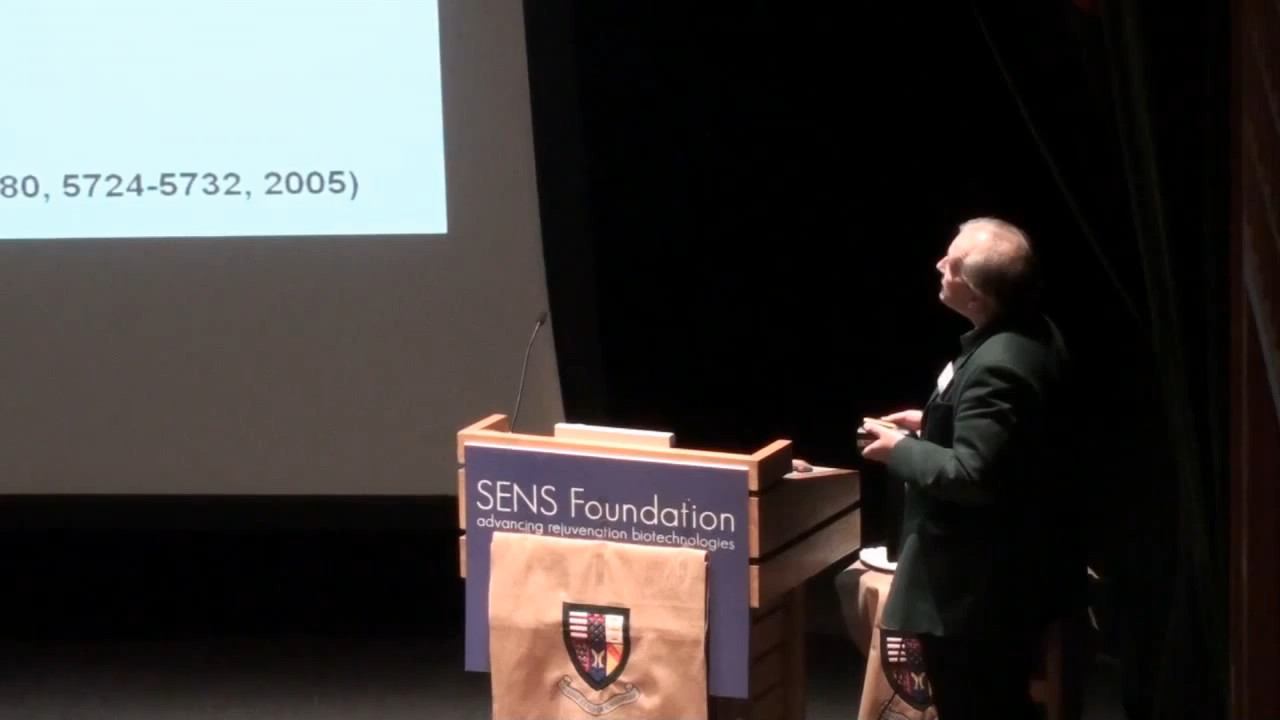 80, 5724-5732, 2005)
SENS Foundation
advancing rejuvenation biotechnologies